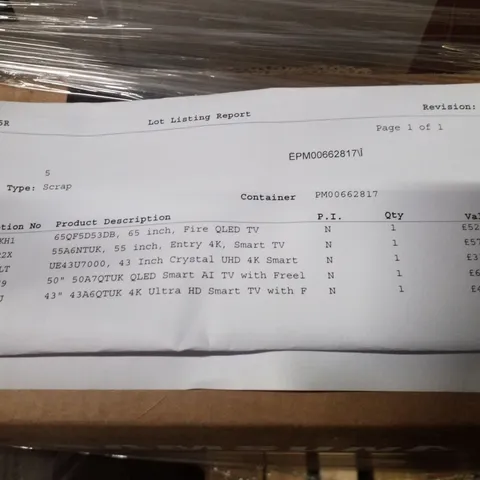 5R Lot Listing Report Revision:
Page 1 of 1
EPM00662817\Í
5
Type: Scrap
Container PM00662817
tion No Product Description P.I. Qty Val
KH1 65QF5D53DB, 65 inch, Fire QLED TV N 1 £52
2X 55A6NTUK, 55 inch, Entry 4K, Smart TV N 1 £57
LT UE43U7000, 43 Inch Crystal UHD 4K Smart N 1 £3
9 50" 50A7QTUK QLED Smart AI TV with Freel N 1 £6
J 43" 43A6QTUK 4K Ultra HD Smart TV with F N 1 £4